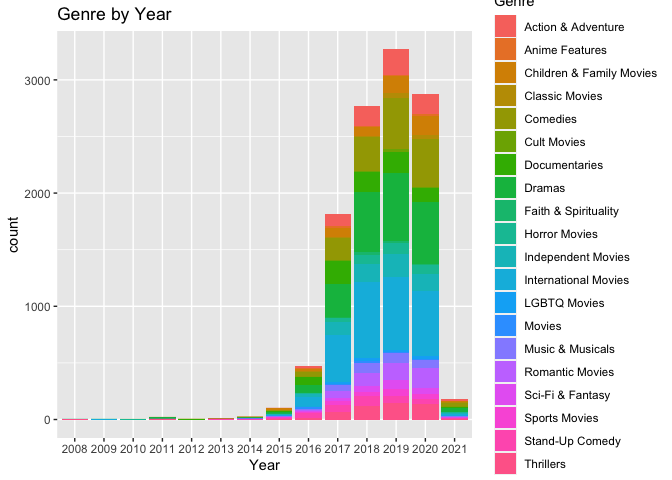 Genre by Year
count
3000
2000
1000
0
2008 2009 2010 2011 2012 2013 2014 2015 2016 2017 2018 2019 2020 2021
Year
Genre
Action & Adventure
Anime Features
Children & Family Movies
Classic Movies
Comedies
Cult Movies
Documentaries
Dramas
Faith & Spirituality
Horror Movies
Independent Movies
International Movies
LGBTQ Movies
Movies
Music & Musicals
Romantic Movies
Sci-Fi & Fantasy
Sports Movies
Stand-Up Comedy
Thrillers